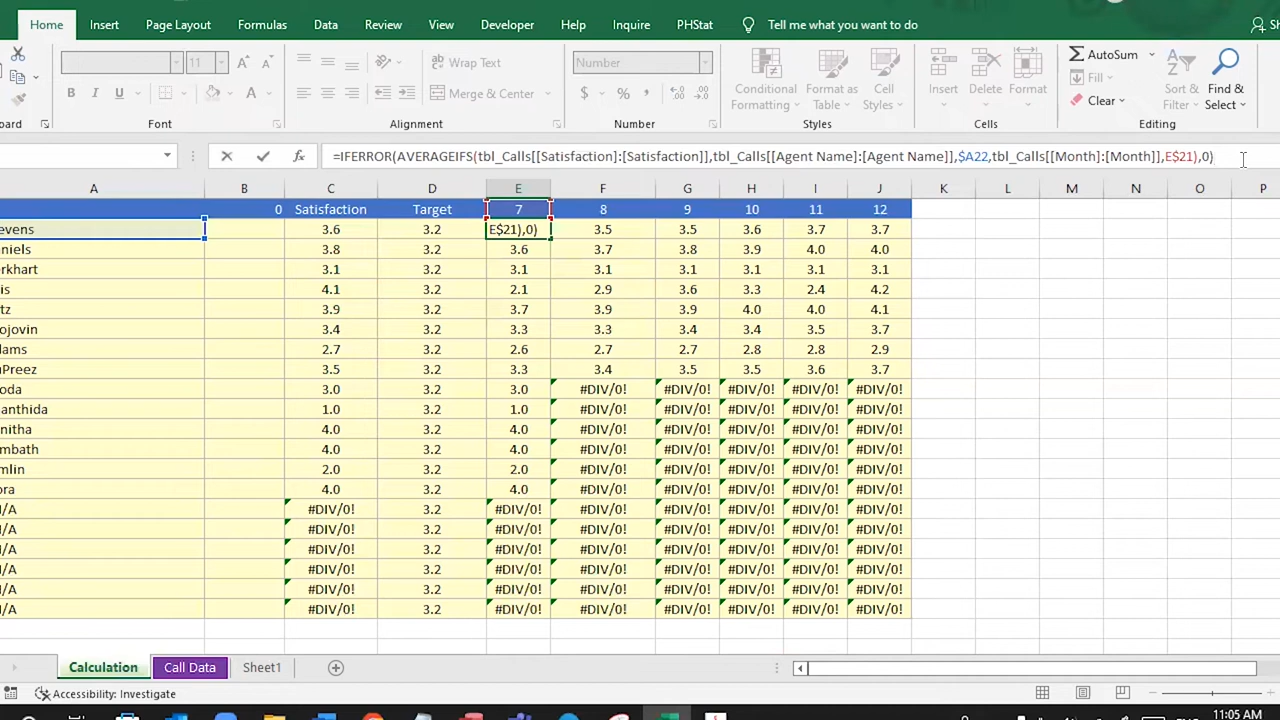 Home Insert Page Layout Formulas Data Review View Developer Help Inquire PHStat Tell me what you want to do
Wrap Text Number AutoSum
Fill
B I U Merge & Center $ % Conditional Formatting Format as Table Cell Styles Insert Delete Format Clear Sort & Filter Find & Select
Font Alignment Number Styles Cells Editing
=IFERROR(AVERAGEIFS(tbl_Calls[[Satisfaction]:[Satisfaction]],tbl_Calls[[Agent Name]:[Agent Name]],$A22,tbl_Calls[[Month]:[Month]],E$21),0)
A B C D E F G H I J K L M N O P
0 Satisfaction Target 7 8 9 10 11 12
evens 3.6 3.2 E$21),0) 3.5 3.5 3.6 3.7 3.7
niels 3.8 3.2 3.6 3.7 3.8 3.9 4.0 4.0
rkhart 3.1 3.2 3.1 3.1 3.1 3.1 3.1 3.1
is 4.1 3.2 2.1 2.9 3.6 3.3 2.4 4.2
tz 3.9 3.2 3.7 3.9 3.9 4.0 4.0 4.1
ojovin 3.4 3.2 3.3 3.3 3.4 3.4 3.5 3.7
lams 2.7 3.2 2.6 2.7 2.7 2.8 2.8 2.9
uPreez 3.5 3.2 3.3 3.4 3.5 3.5 3.6 3.7
oda 3.0 3.2 3.0 #DIV/0! #DIV/0! #DIV/0! #DIV/0! #DIV/0!
anthida 1.0 3.2 1.0 #DIV/0! #DIV/0! #DIV/0! #DIV/0! #DIV/0!
nitha 4.0 3.2 4.0 #DIV/0! #DIV/0! #DIV/0! #DIV/0! #DIV/0!
mbath 4.0 3.2 4.0 #DIV/0! #DIV/0! #DIV/0! #DIV/0! #DIV/0!
mlin 2.0 3.2 2.0 #DIV/0! #DIV/0! #DIV/0! #DIV/0! #DIV/0!
ora 4.0 3.2 4.0 #DIV/0! #DIV/0! #DIV/0! #DIV/0! #DIV/0!
/A #DIV/0! 3.2 #DIV/0! #DIV/0! #DIV/0! #DIV/0! #DIV/0! #DIV/0!
/A #DIV/0! 3.2 #DIV/0! #DIV/0! #DIV/0! #DIV/0! #DIV/0! #DIV/0!
/A #DIV/0! 3.2 #DIV/0! #DIV/0! #DIV/0! #DIV/0! #DIV/0! #DIV/0!
/A #DIV/0! 3.2 #DIV/0! #DIV/0! #DIV/0! #DIV/0! #DIV/0! #DIV/0!
/A #DIV/0! 3.2 #DIV/0! #DIV/0! #DIV/0! #DIV/0! #DIV/0! #DIV/0!
/A #DIV/0! 3.2 #DIV/0! #DIV/0! #DIV/0! #DIV/0! #DIV/0! #DIV/0!
Calculation Call Data Sheet1
Accessibility: Investigate
11:05 AM